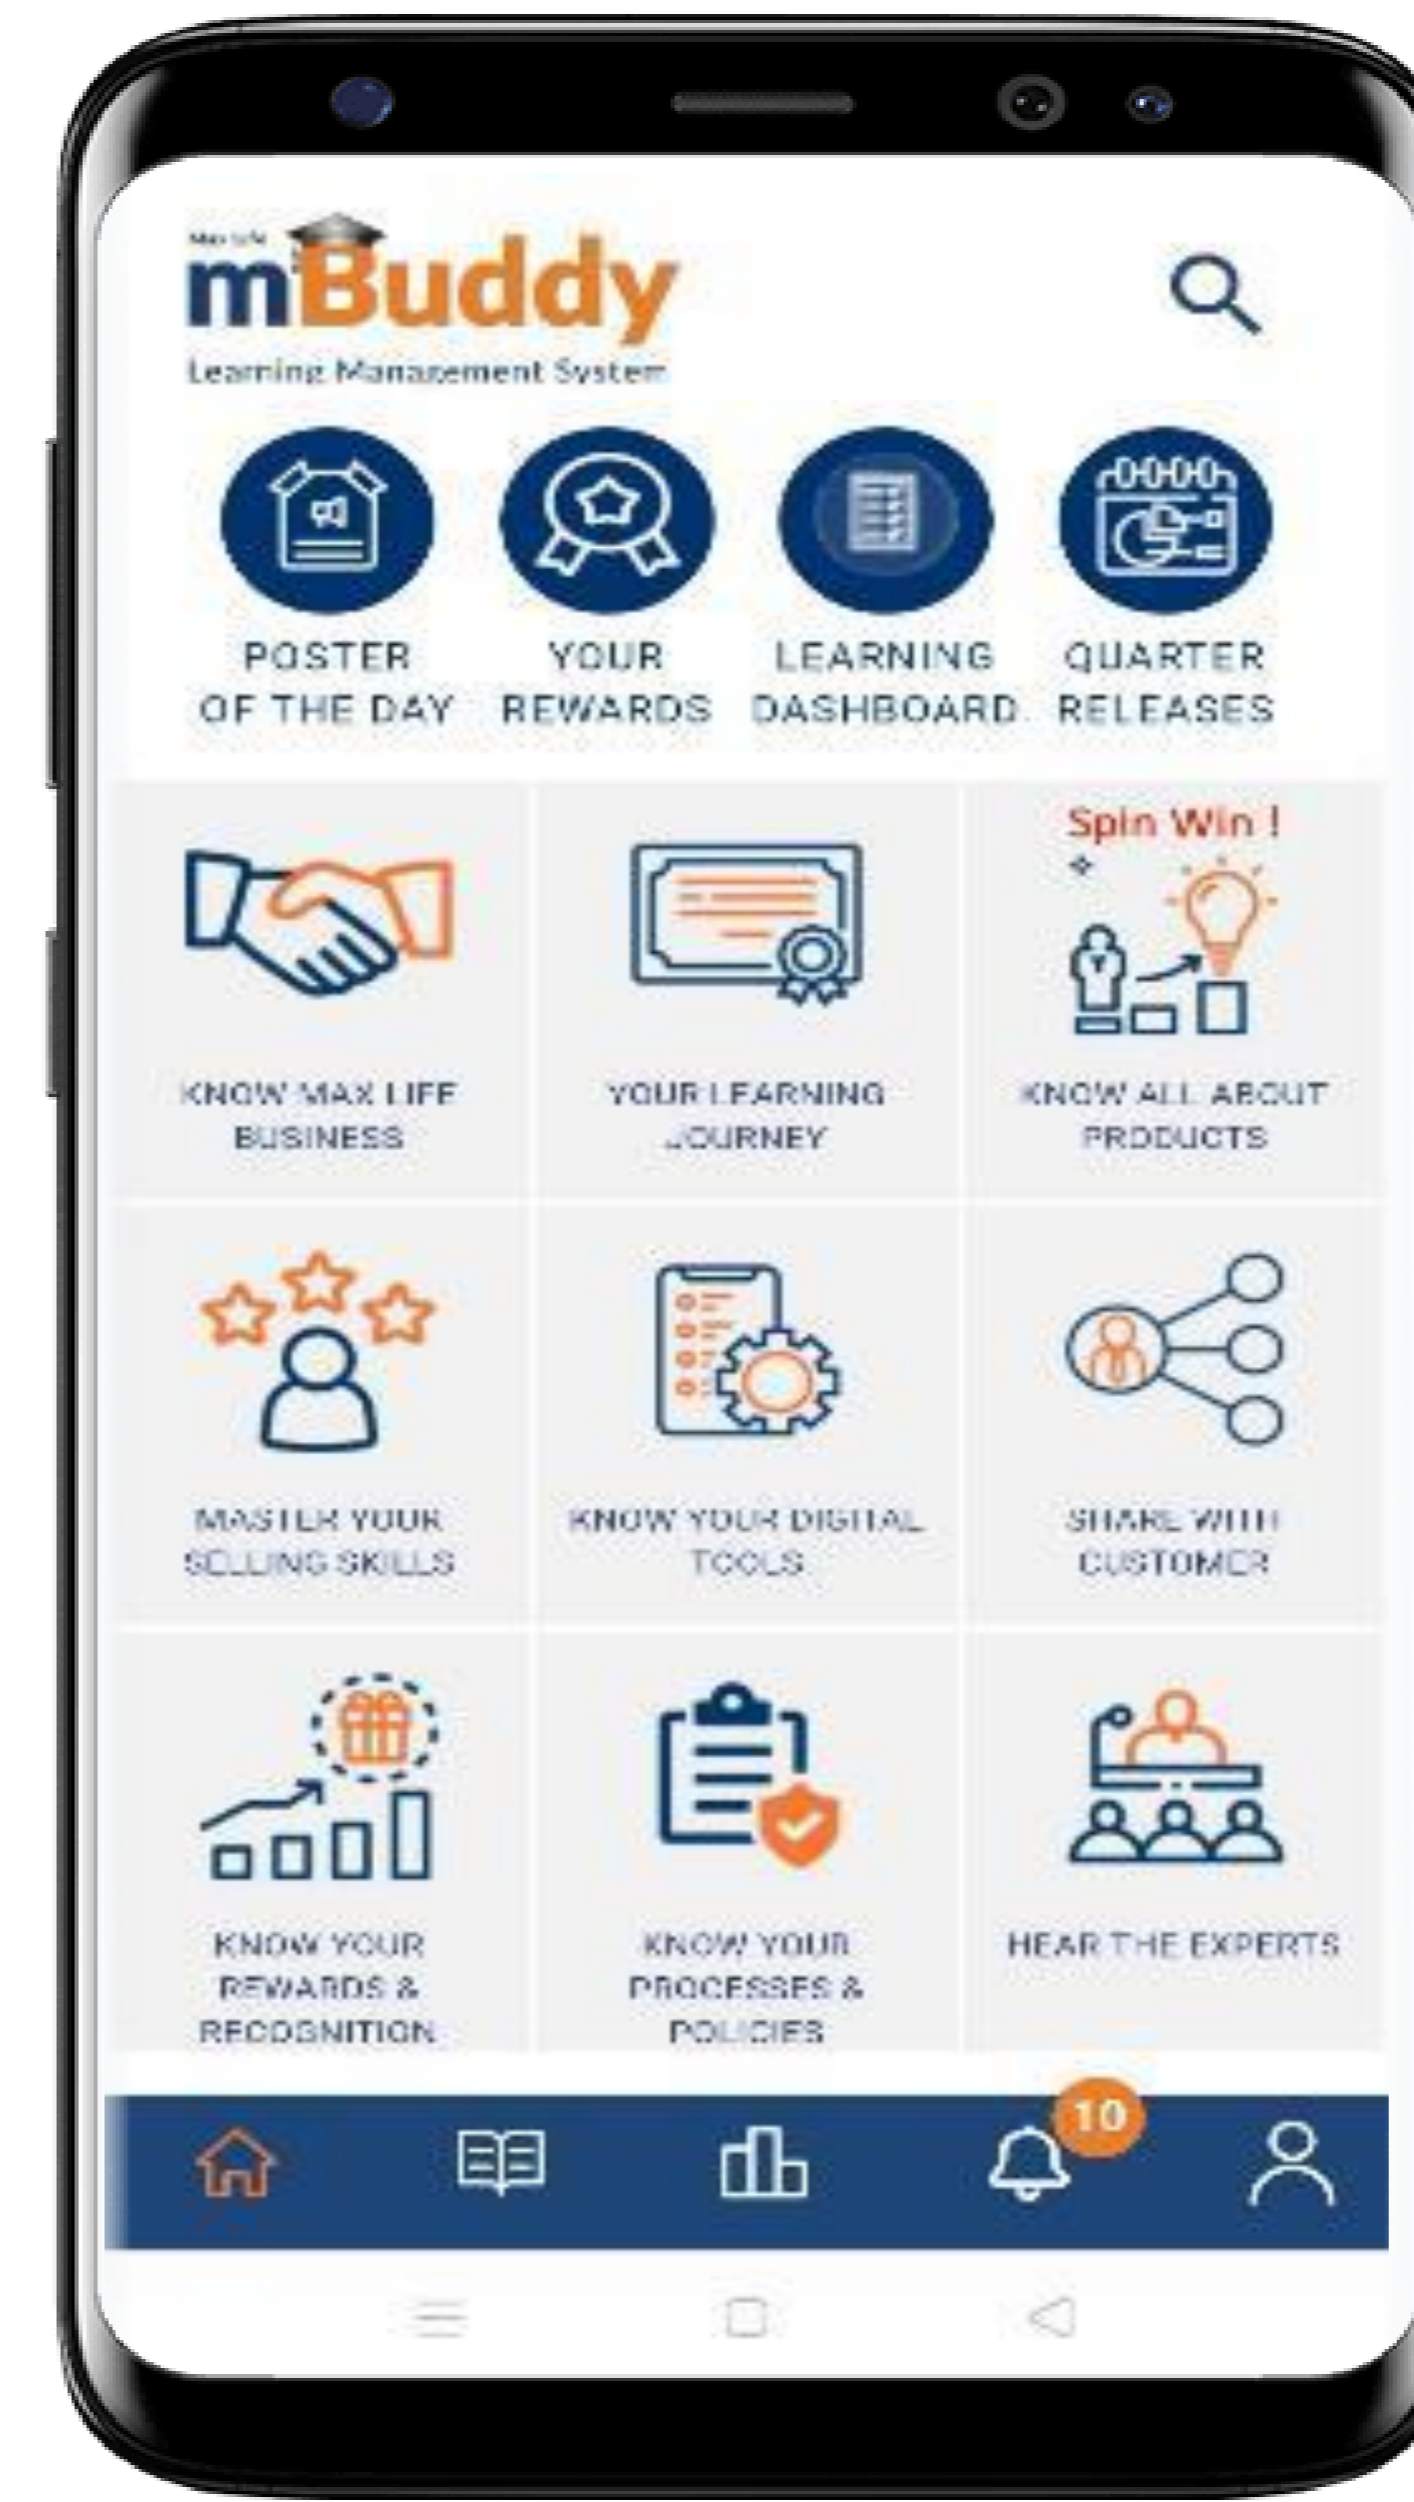 Max Life
mBuddy
Learning Management System
POSTER
OF THE DAY
YOUR
REWARDS
LEARNING
DASHBOARD
QUARTER
RELEASES
KNOW MAX LIFE
BUSINESS
YOUR LEARNING
JOURNEY
Spin Win !
KNOW ALL ABOUT
PRODUCTS
MASTER YOUR
SELLING SKILLS
KNOW YOUR DIGITAL
TOOLS
SHARE WITH
CUSTOMER
KNOW YOUR
REWARDS &
RECOGNITION
KNOW YOUR
PROCESSES &
POLICIES
HEAR THE EXPERTS
10